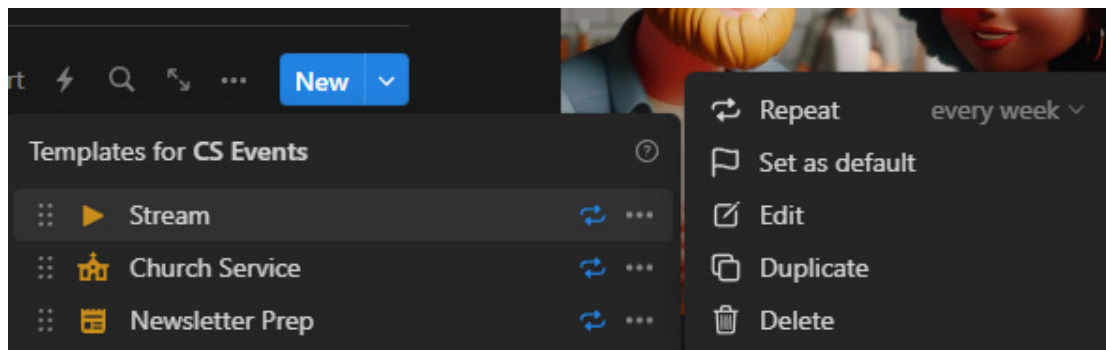 rt
New
Templates for CS Events
Stream
Church Service
Newsletter Prep
Repeat every week
Set as default
Edit
Duplicate
Delete